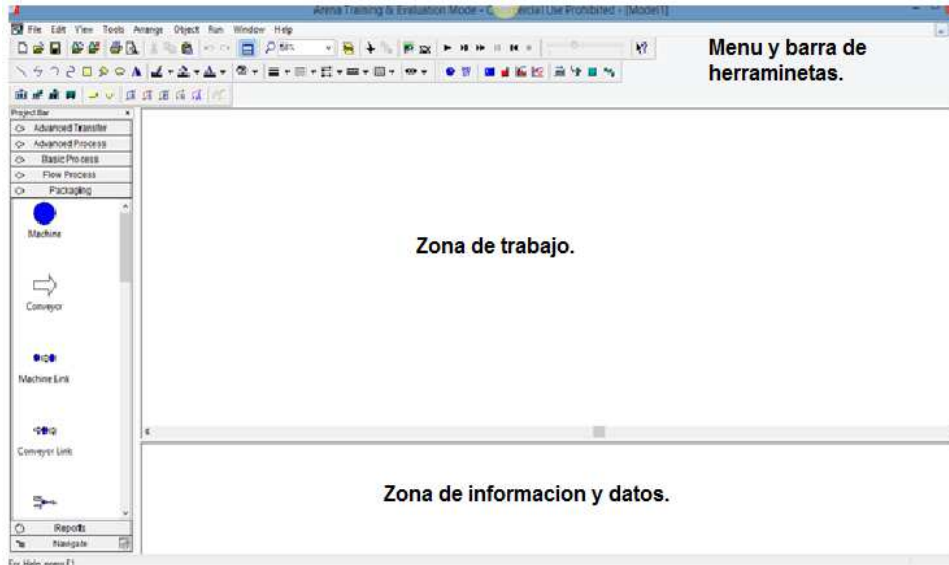 Arena Training & Evaluation Mode - Commercial Use Prohibited - [Model1]
File Edit View Tools Arrange Object Run Window Help
Menu y barra de
herraminetas.
Project Bar
Advanced Transfer
Advanced Process
Basic Process
Flow Process
Packaging
Machine
Conveyor
Machine Link
Conveyor Link
Zona de trabajo.
Zona de informacion y datos.
Reports
Navigate
For Help, press F1